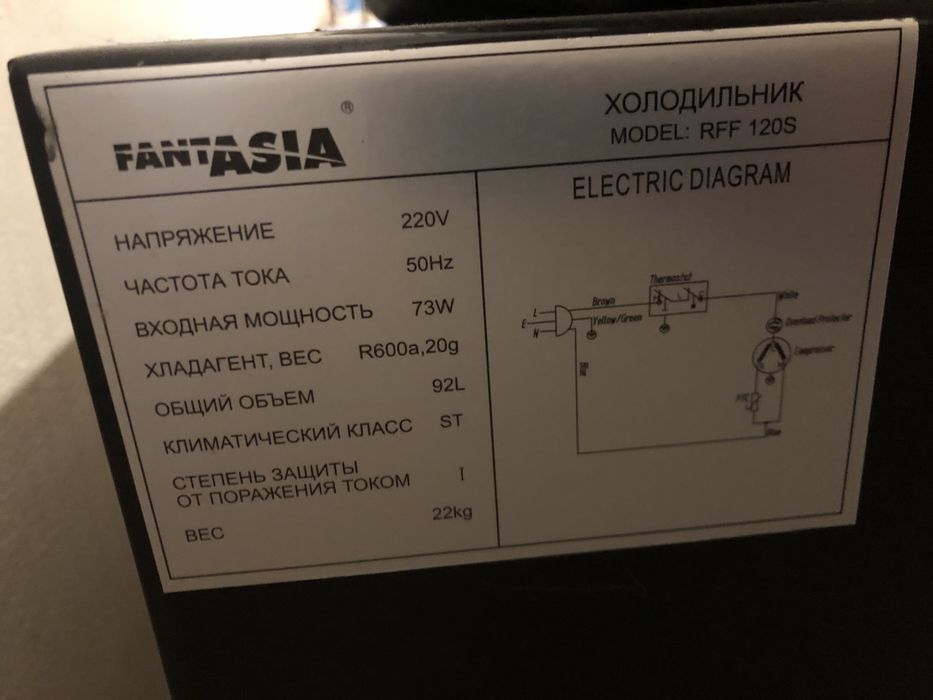 FANTASIA ®
ХОЛОДИЛЬНИК
MODEL: RFF 120S
НАПРЯЖЕНИЕ 220V
ЧАСТОТА ТОКА 50Hz
ВХОДНАЯ МОЩНОСТЬ 73W
ХЛАДАГЕНТ, ВЕС R600a,20g
ОБЩИЙ ОБЪЕМ 92L
КЛИМАТИЧЕСКИЙ КЛАСС ST
СТЕПЕНЬ ЗАЩИТЫ
ОТ ПОРАЖЕНИЯ ТОКОМ I
ВЕС 22kg
ELECTRIC DIAGRAM
Thermostat
L
Brown
White
E
Yellow/Green
N
Overload Protector
Compressor
Blue
PTC
Blue